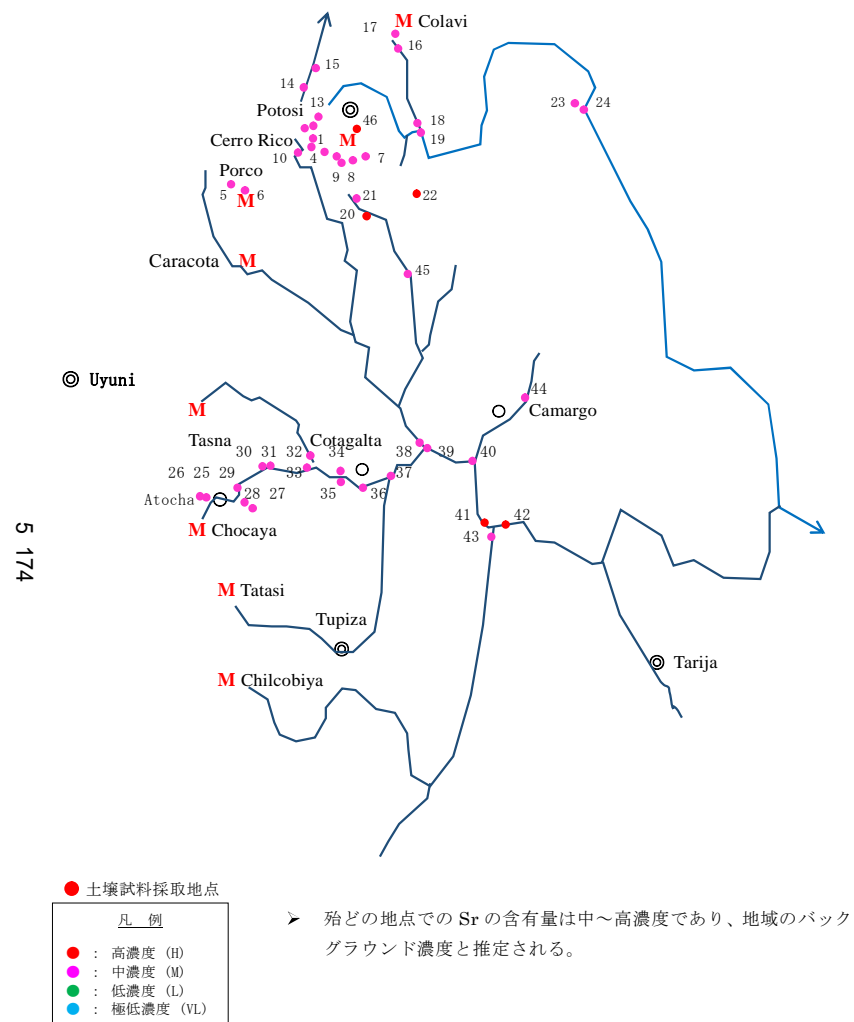 17 M Colavi
16
15
14
Potosi 13
46
18
23 24
Cerro Rico 1 M
19
10 4 7
9 8
Porco
5 6
M
21
22
20
Caracota M
45
Uyuni
M
44
Camargo
Tasna Cotagalta
30 31 32 34 38 39 40
33
26 25 29
37
35 36
Atocha 28 27
M Chocaya
41 42
43
5 174
M Tatasi
Tupiza
Tarija
M Chilcobiya
土壌試料採取地点
凡 例
: 高濃度 (H)
: 中濃度 (M)
: 低濃度 (L)
: 極低濃度 (VL)
➢ 殆どの地点での Sr の含有量は中～高濃度であり、地域のバック
グラウンド濃度と推定される。